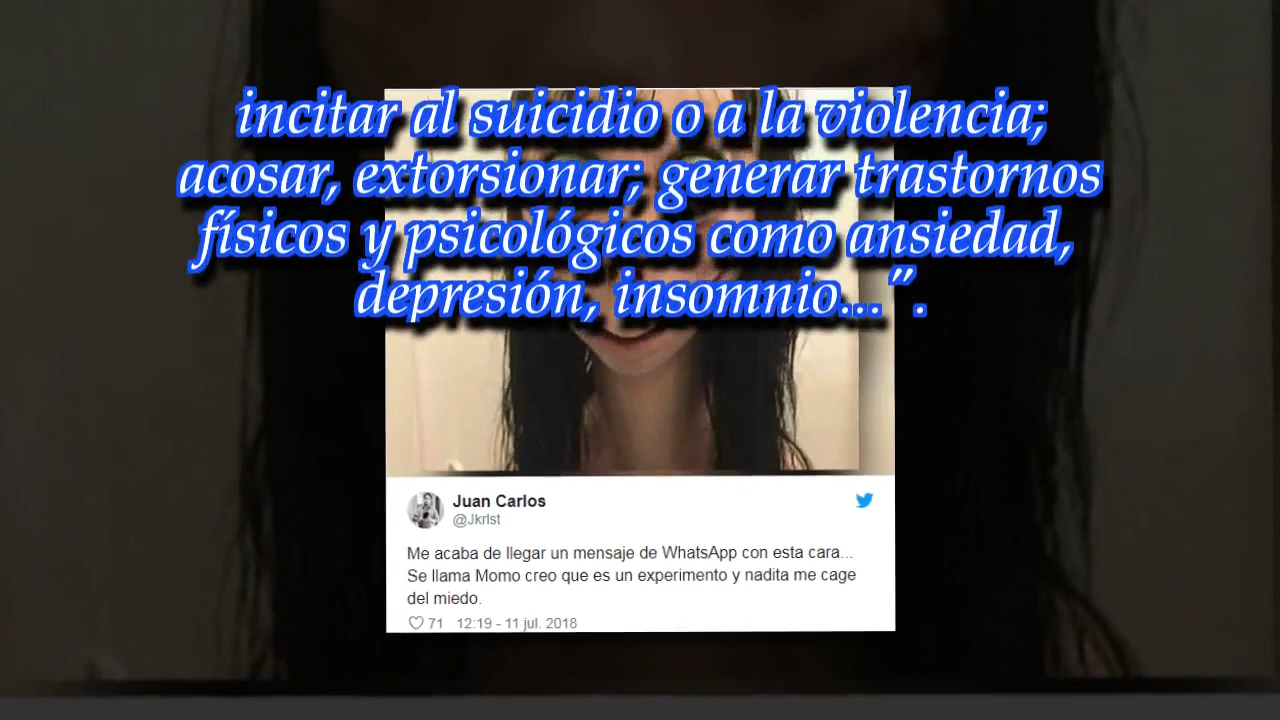 incitar al suicidio o a la violencia;
acosar, extorsionar; generar trastornos
físicos y psicológicos como ansiedad,
depresión, insomnio...”.
Juan Carlos
@Jkrlst
Me acaba de llegar un mensaje de WhatsApp con esta cara...
Se llama Momo creo que es un experimento y nadita me cage
del miedo.
71 12:19 - 11 jul. 2018